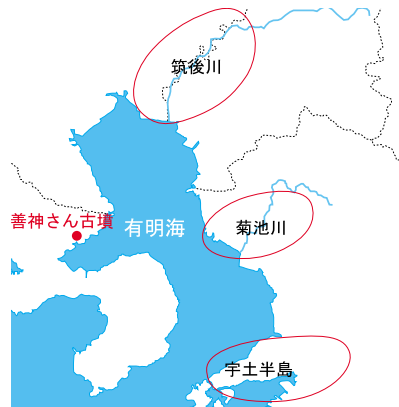 筑後川
善神さん古墳
有明海
菊池川
宇土半島